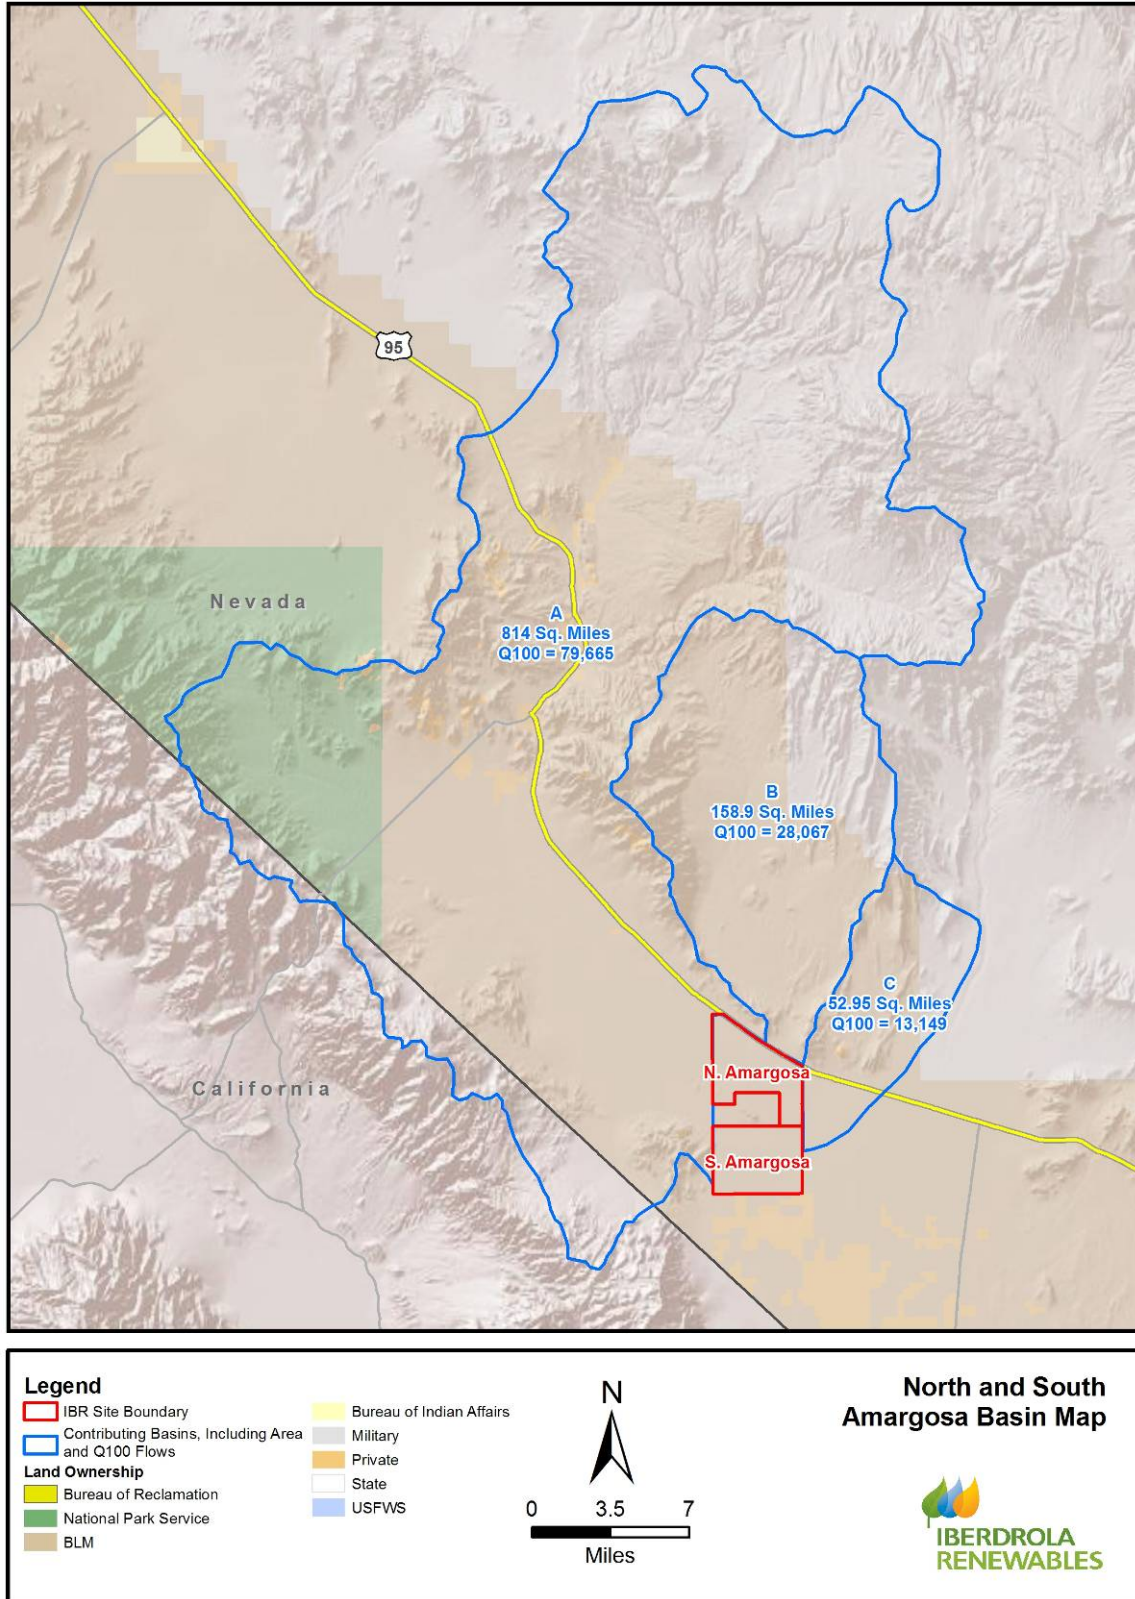 95
Nevada
A
814 Sq. Miles
Q100 = 79,665
B
158.9 Sq. Miles
Q100 = 28,067
C
52.95 Sq. Miles
Q100 = 13,149
N. Amargosa
California
S. Amargosa
Legend
IBR Site Boundary
Contributing Basins, Including Area
and Q100 Flows
Land Ownership
Bureau of Reclamation
National Park Service
BLM
Bureau of Indian Affairs
Military
Private
State
USFWS
N
0 3.5 7
Miles
North and South
Amargosa Basin Map
IBERDROLA
RENEWABLES